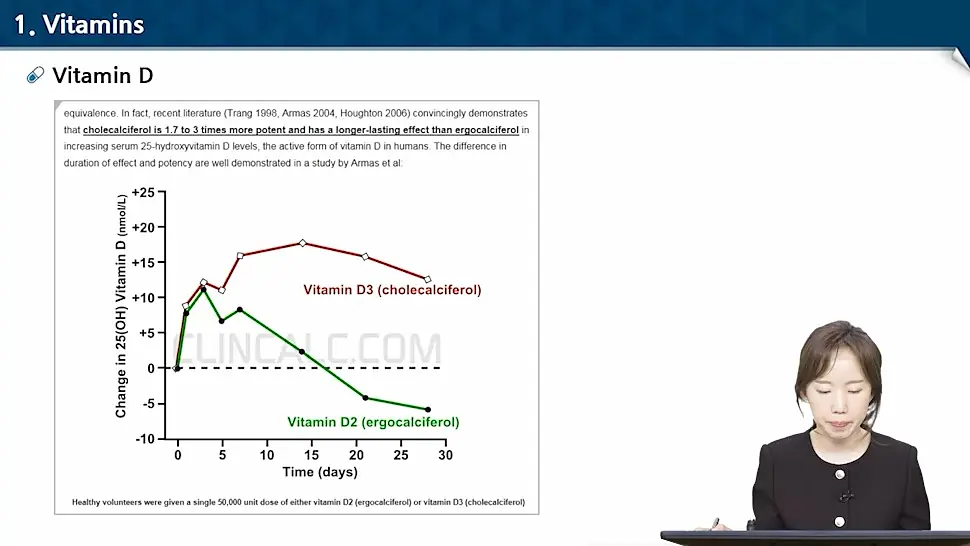 1. Vitamins
Vitamin D
equivalence. In fact, recent literature (Trang 1998, Armas 2004, Houghton 2006) convincingly demonstrates
that cholecalciferol is 1.7 to 3 times more potent and has a longer-lasting effect than ergocalciferol in
increasing serum 25-hydroxyvitamin D levels, the active form of vitamin D in humans. The difference in
duration of effect and potency are well demonstrated in a study by Armas et al:
Change in 25(OH) Vitamin D (nmol/L)
+25
+20
+15
+10
+5
0
-5
-10
Vitamin D3 (cholecalciferol)
CLINCALC.COM
Vitamin D2 (ergocalciferol)
0 5 10 15 20 25 30
Time (days)
Healthy volunteers were given a single 50,000 unit dose of either vitamin D2 (ergocalciferol) or vitamin D3 (cholecalciferol)